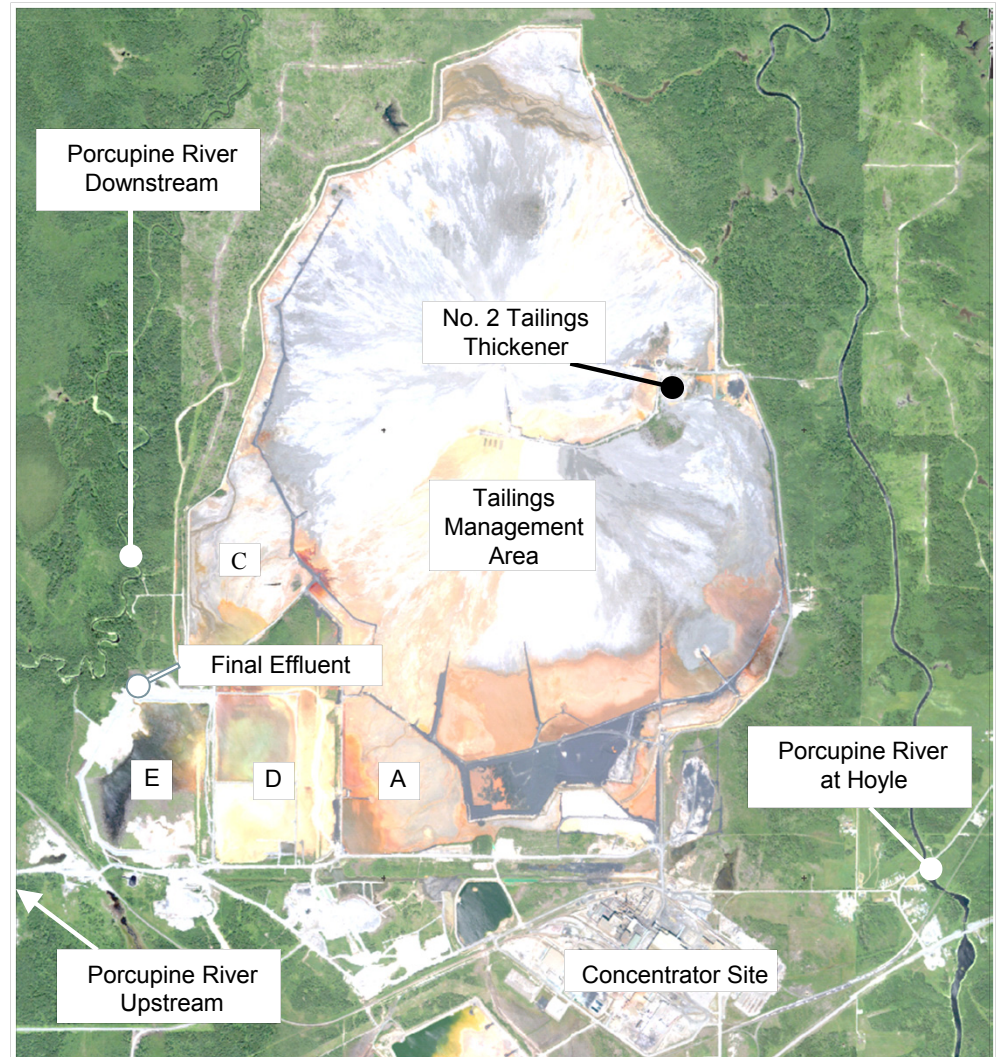 Porcupine River
Downstream
No. 2 Tailings
Thickener
Tailings
Management
Area
C
Final Effluent
E
D
A
Porcupine River
at Hoyle
Porcupine River
Upstream
Concentrator Site